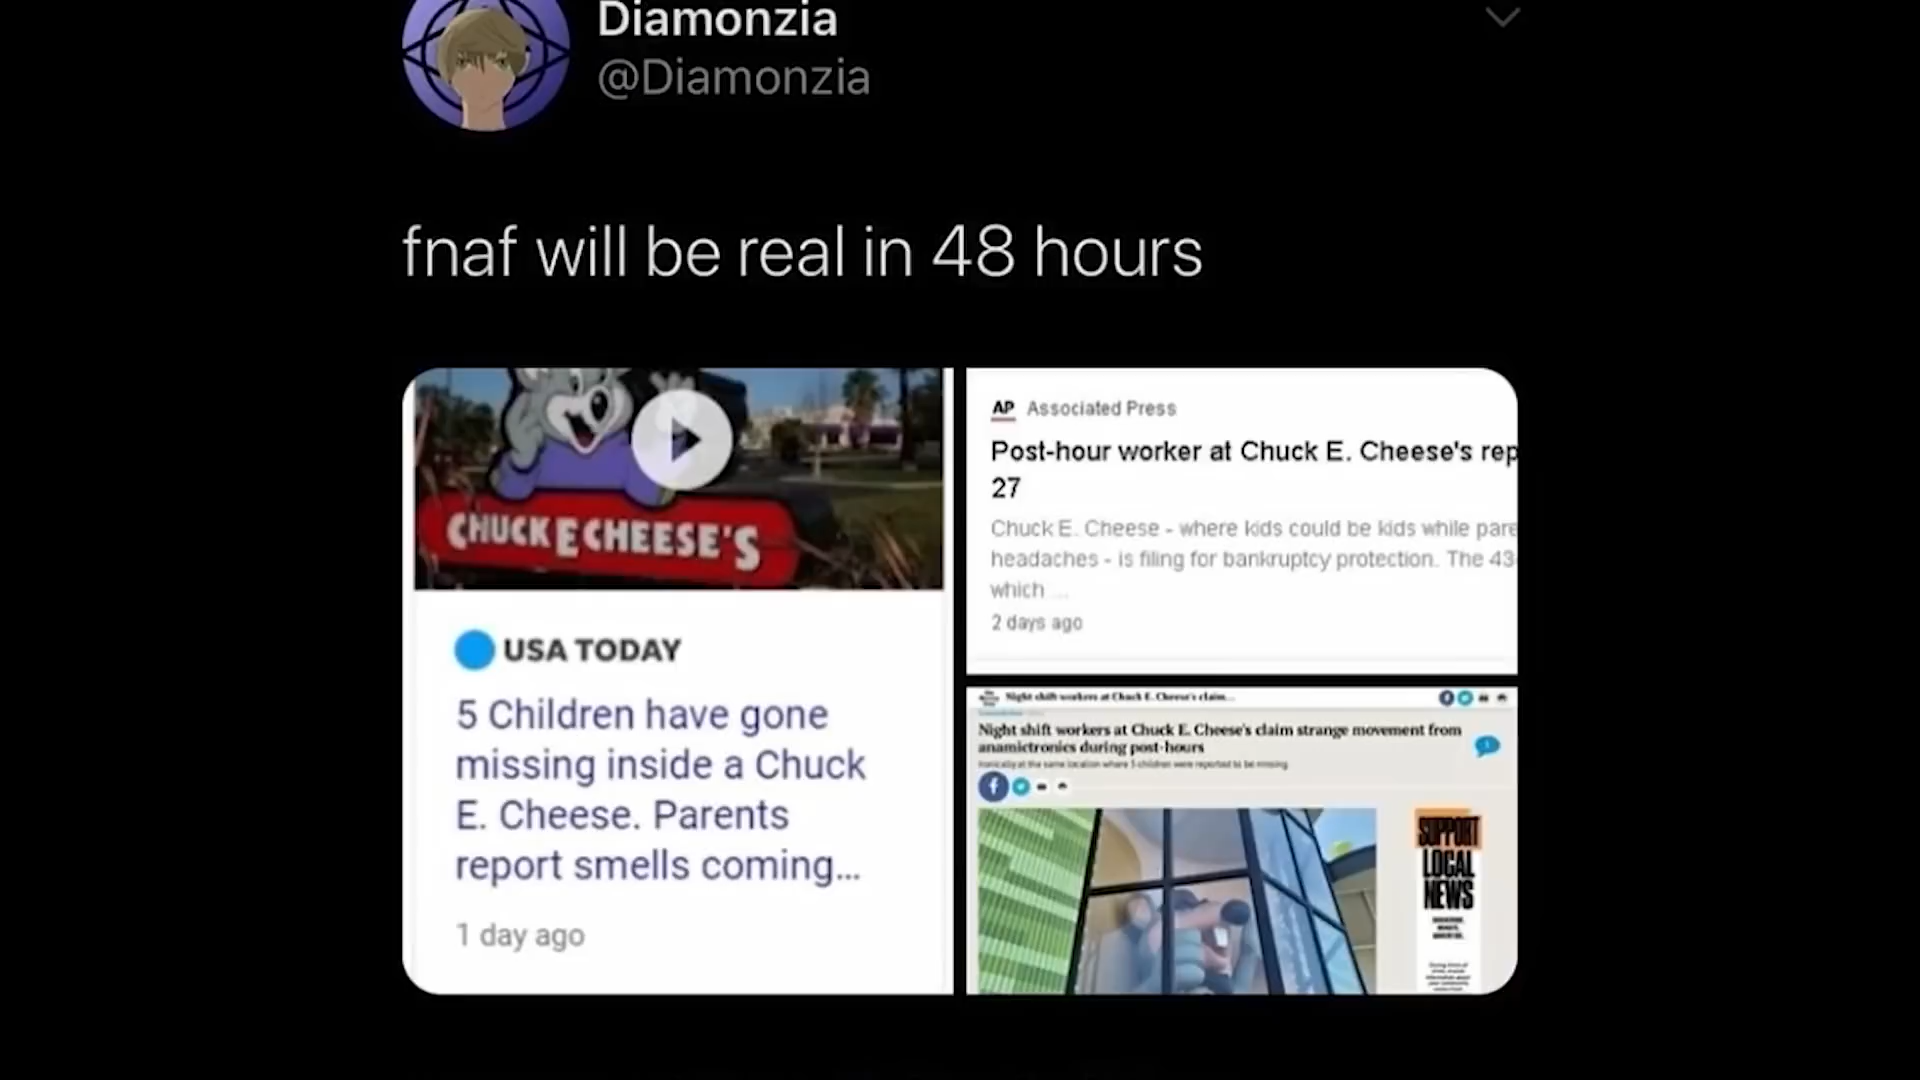 Diamonzia
@Diamonzia
fnaf will be real in 48 hours
CHUCK E CHEESE'S
USA TODAY
5 Children have gone
missing inside a Chuck
E. Cheese. Parents
report smells coming...
1 day ago
AP Associated Press
Post-hour worker at Chuck E. Cheese's rep
27
Chuck E. Cheese - where kids could be kids while pare
headaches - is filing for bankruptcy protection. The 43
which ...
2 days ago
Night shift workers at Chuck E. Cheese's claim...
Night shift workers at Chuck E. Cheese's claim strange movement from
anamictronics during post-hours
Ironically at the same location where 5 children were reported to be missing
SUPPORT
LOCAL
NEWS